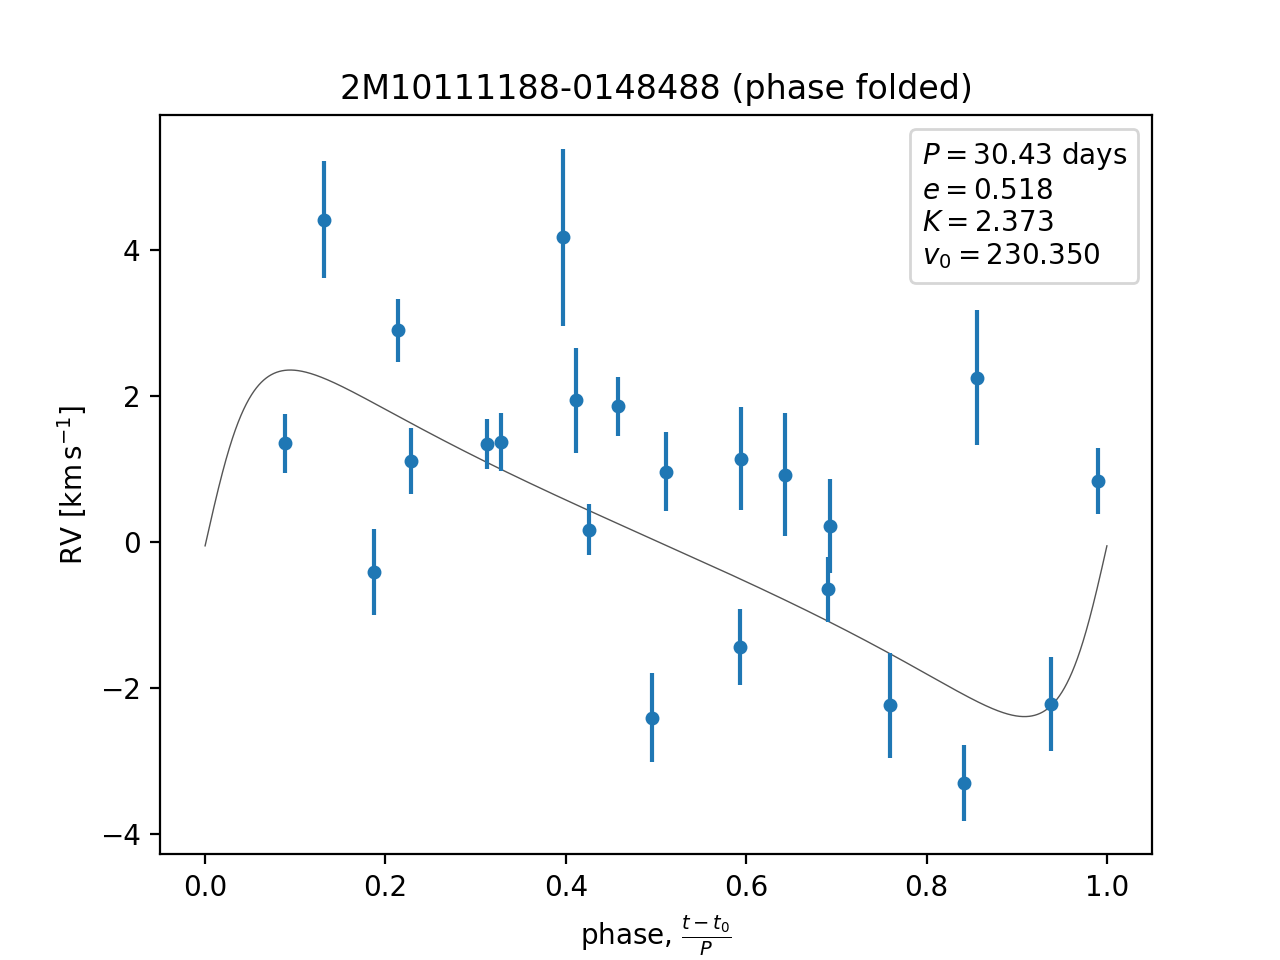 2M10111188-0148488 (phase folded)
P = 30.43 days
e = 0.518
K = 2.373
v₀ = 230.350
RV [km s⁻¹]
4
2
0
−2
−4
0.0 0.2 0.4 0.6 0.8 1.0
phase, (t − t₀)/P